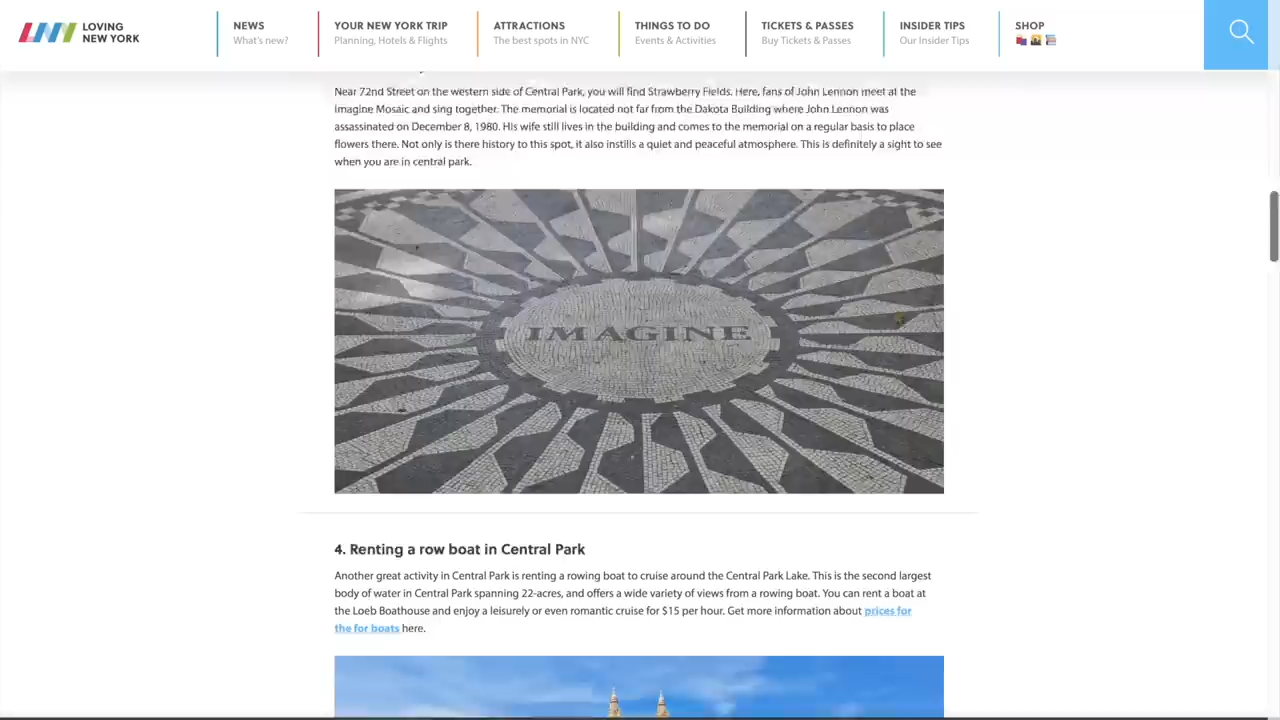 LOVING
NEW YORK
NEWS
What's new?
YOUR NEW YORK TRIP
Planning, Hotels & Flights
ATTRACTIONS
The best spots in NYC
THINGS TO DO
Events & Activities
TICKETS & PASSES
Buy Tickets & Passes
INSIDER TIPS
Our Insider Tips
SHOP
Near 72nd Street on the western side of Central Park, you will find Strawberry Fields. Here, fans of John Lennon meet at the
Imagine Mosaic and sing together. The memorial is located not far from the Dakota Building where John Lennon was
assassinated on December 8, 1980. His wife still lives in the building and comes to the memorial on a regular basis to place
flowers there. Not only is there history to this spot, it also instills a quiet and peaceful atmosphere. This is definitely a sight to see
when you are in central park.
IMAGINE
4. Renting a row boat in Central Park
Another great activity in Central Park is renting a rowing boat to cruise around the Central Park Lake. This is the second largest
body of water in Central Park spanning 22-acres, and offers a wide variety of views from a rowing boat. You can rent a boat at
the Loeb Boathouse and enjoy a leisurely or even romantic cruise for $15 per hour. Get more information about prices for
the for boats here.